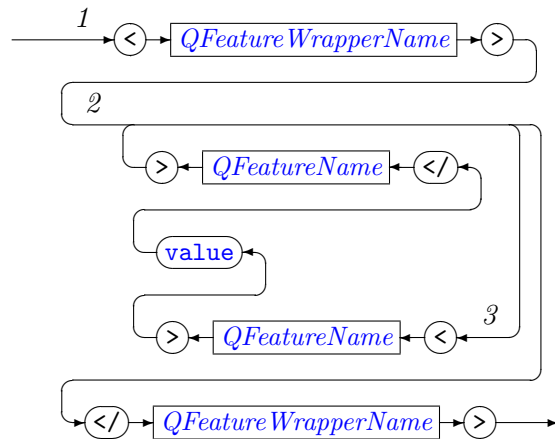 1
< QFeatureWrapperName >
2
> QFeatureName </
value
> QFeatureName < 3
</ QFeatureWrapperName >